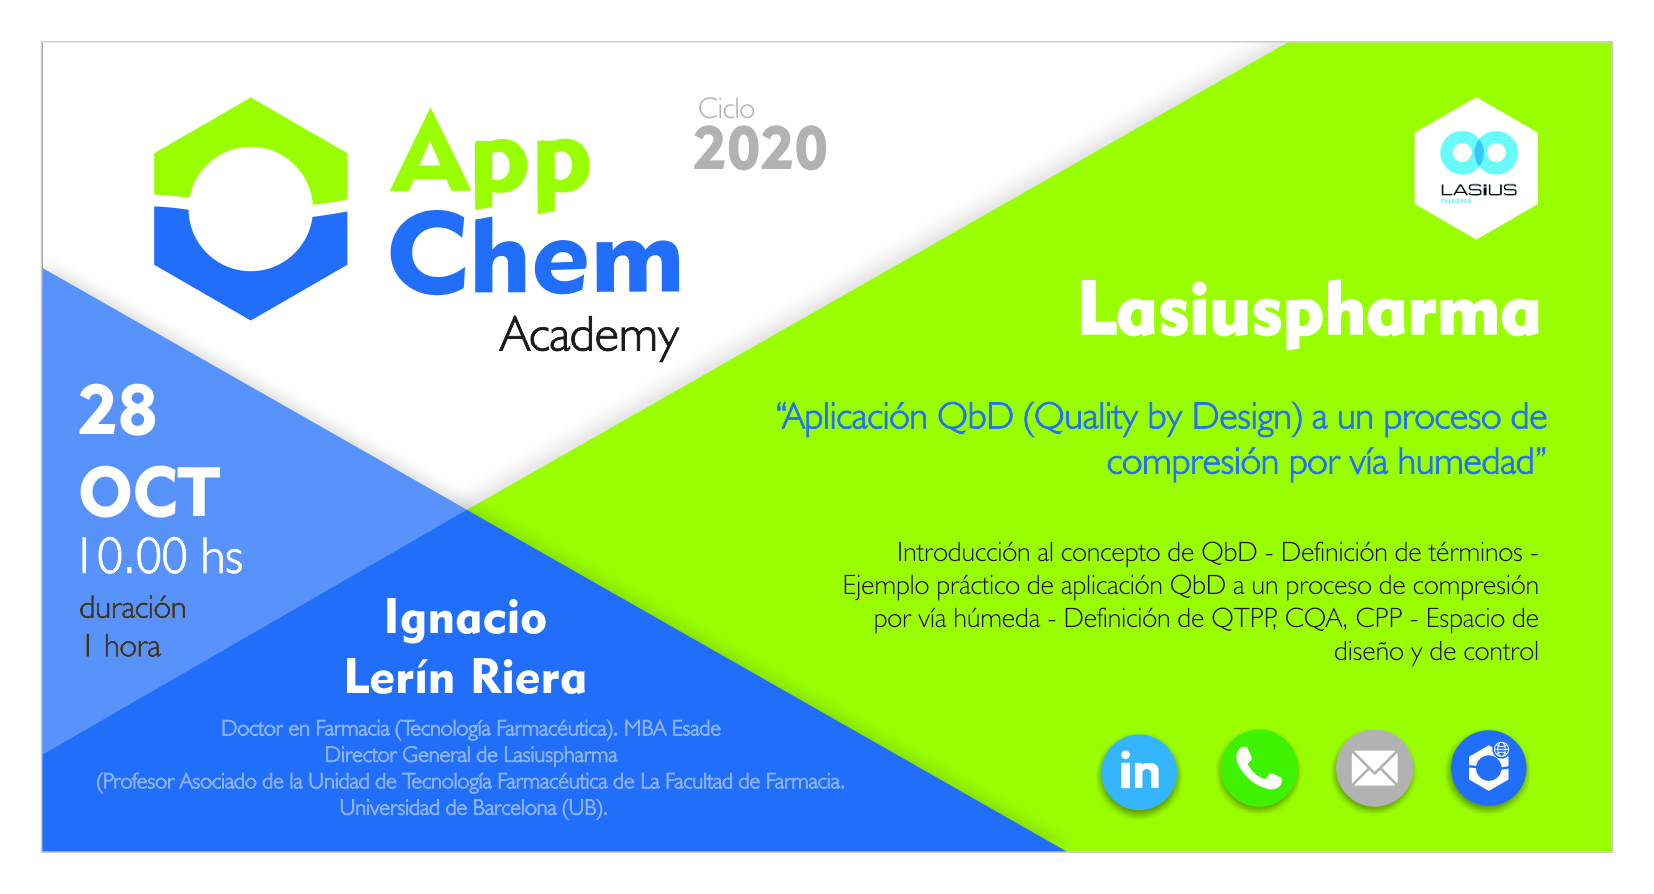 App
Chem
Academy
Ciclo
2020
LASiUS
PHARMA
Lasiuspharma
“Aplicación QbD (Quality by Design) a un proceso de
compresión por vía humedad”
Introducción al concepto de QbD - Definición de términos -
Ejemplo práctico de aplicación QbD a un proceso de compresión
por vía húmeda - Definición de QTPP, CQA, CPP - Espacio de
diseño y de control
28
OCT
10.00 hs
duración
1 hora
Ignacio
Lerín Riera
Doctor en Farmacia (Tecnología Farmacéutica). MBA Esade
Director General de Lasiuspharma
(Profesor Asociado de la Unidad de Tecnología Farmacéutica de La Facultad de Farmacia.
Universidad de Barcelona (UB).
in